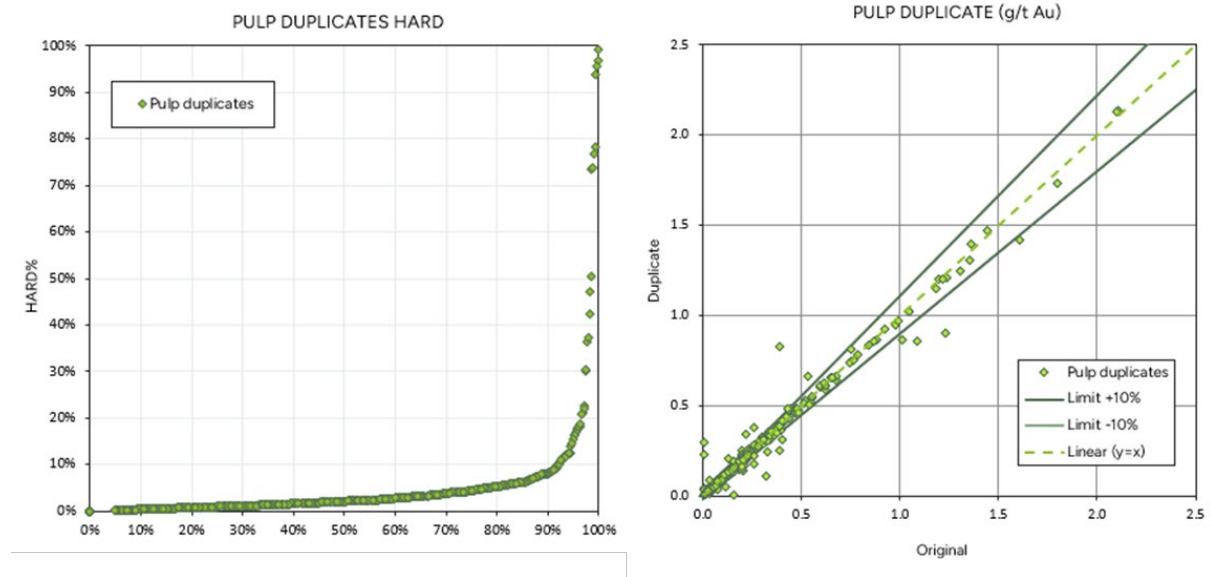 PULP DUPLICATES HARD
100%
90%
80%
70%
60%
50%
40%
30%
20%
10%
0%
HARD%
Pulp duplicates
0% 10% 20% 30% 40% 50% 60% 70% 80% 90% 100%
PULP DUPLICATE (g/t Au)
2.5
2.0
1.5
1.0
0.5
0.0
Duplicate
Pulp duplicates
Limit +10%
Limit -10%
Linear (y=x)
0.0 0.5 1.0 1.5 2.0 2.5
Original